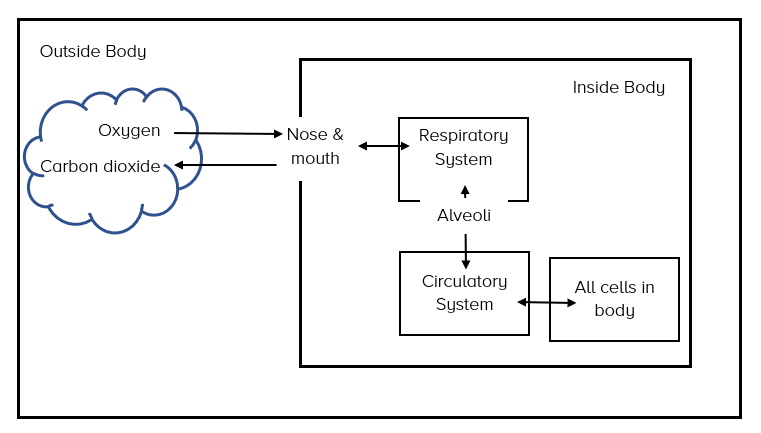 Outside Body
Inside Body
Oxygen
Carbon dioxide
Nose &
mouth
Respiratory
System
Alveoli
Circulatory
System
All cells in
body